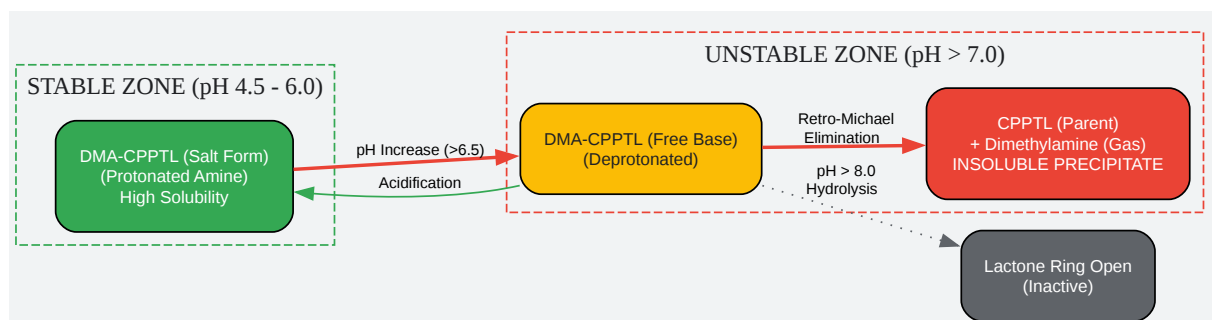 STABLE ZONE (pH 4.5 - 6.0)
DMA-CPPTL (Salt Form)
(Protonated Amine)
High Solubility
pH Increase (>6.5)
Acidification
UNSTABLE ZONE (pH > 7.0)
DMA-CPPTL (Free Base)
(Deprotonated)
Retro-Michael
Elimination
pH > 8.0
Hydrolysis
CPPTL (Parent)
+ Dimethylamine (Gas)
INSOLUBLE PRECIPITATE
Lactone Ring Open
(Inactive)